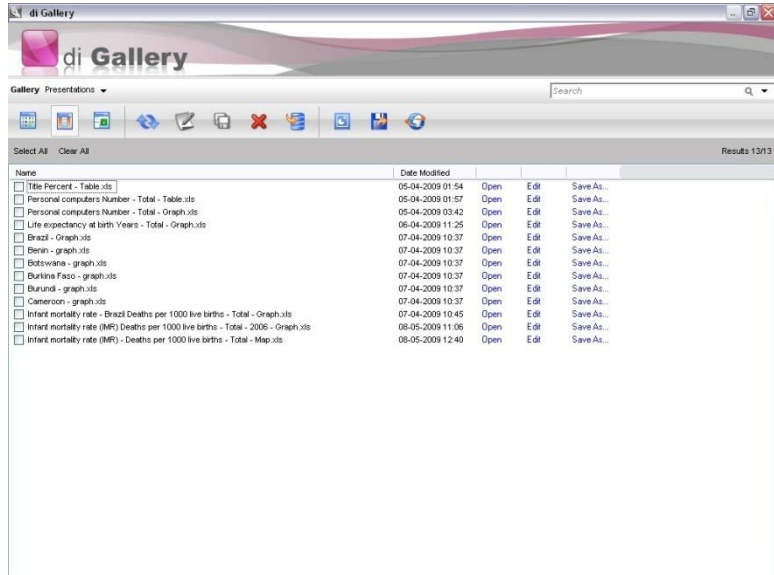 di Gallery
di Gallery
Gallery Presentations
Search
Select All Clear All Results 13/13
Name Date Modified
Title Percent - Table.xls 05-04-2009 01:54 Open Edit Save As...
Personal computers Number - Total - Table.xls 05-04-2009 01:57 Open Edit Save As...
Personal computers Number - Total - Graph.xls 05-04-2009 03:42 Open Edit Save As...
Life expectancy at birth Years - Total - Graph.xls 06-04-2009 11:25 Open Edit Save As...
Brazil - Graph.xls 07-04-2009 10:37 Open Edit Save As...
Benin - graph.xls 07-04-2009 10:37 Open Edit Save As...
Botswana - graph.xls 07-04-2009 10:37 Open Edit Save As...
Burkina Faso - graph.xls 07-04-2009 10:37 Open Edit Save As...
Burundi - graph.xls 07-04-2009 10:37 Open Edit Save As...
Cameroon - graph.xls 07-04-2009 10:37 Open Edit Save As...
Infant mortality rate - Brazil Deaths per 1000 live births - Total - Graph.xls 07-04-2009 10:45 Open Edit Save As...
Infant mortality rate (IMR) Deaths per 1000 live births - Total - 2006 - Graph.xls 08-05-2009 11:06 Open Edit Save As...
Infant mortality rate (IMR) - Deaths per 1000 live births - Total - Map.xls 08-05-2009 12:40 Open Edit Save As...